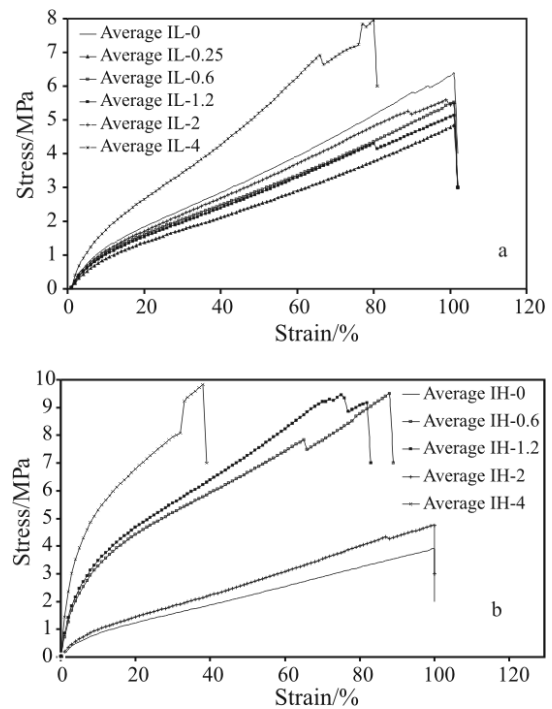 8
7
6
5
4
3
2
1
0
Stress/MPa
Average IL-0
Average IL-0.25
Average IL-0.6
Average IL-1.2
Average IL-2
Average IL-4
a
0 20 40 60 80 100 120
Strain/%
10
9
8
7
6
5
4
3
2
1
0
Stress/MPa
Average IH-0
Average IH-0.6
Average IH-1.2
Average IH-2
Average IH-4
b
0 20 40 60 80 100 120
Strain/%